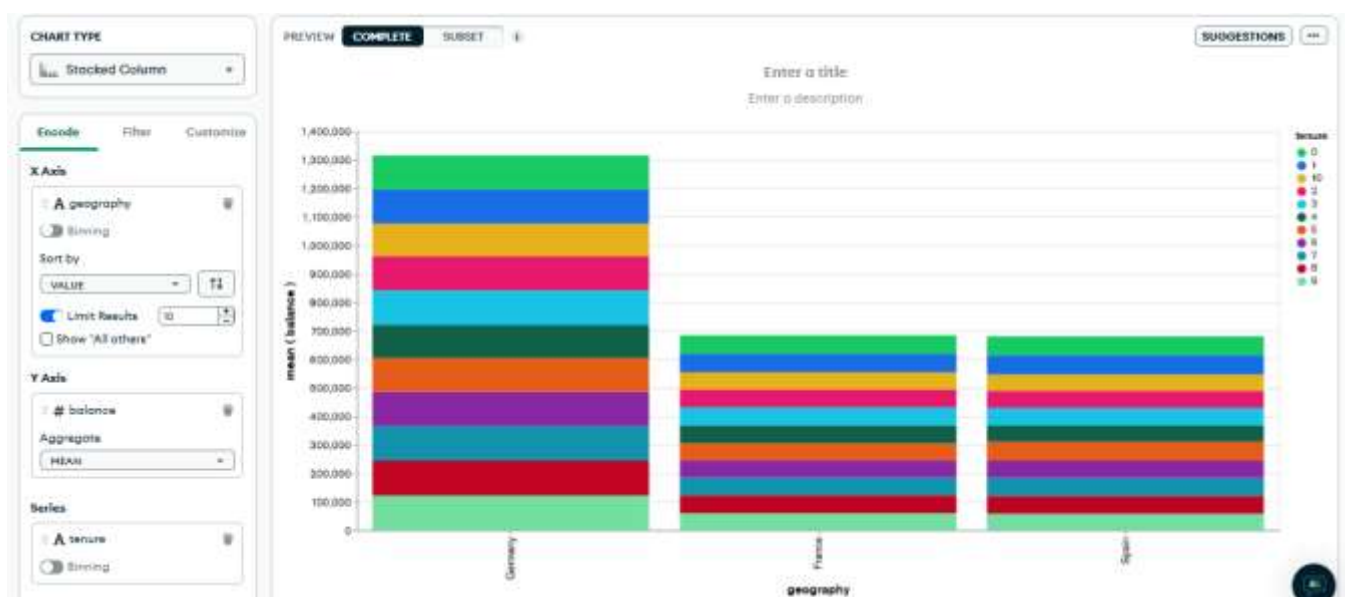 CHART TYPE
Stacked Column
Encode Filter Customize
X Axis
A geography
Binning
Sort by
VALUE
Limit Results 10
Show "All others"
Y Axis
# balance
Aggregate
MEAN
Series
A tenure
Binning
PREVIEW COMPLETE SUBSET i
SUGGESTIONS ...
Enter a title
Enter a description
mean ( balance )
1,400,000
1,300,000
1,200,000
1,100,000
1,000,000
900,000
800,000
700,000
600,000
500,000
400,000
300,000
200,000
100,000
0
Germany
France
Spain
geography
tenure
0
1
10
2
3
4
5
6
7
8
9